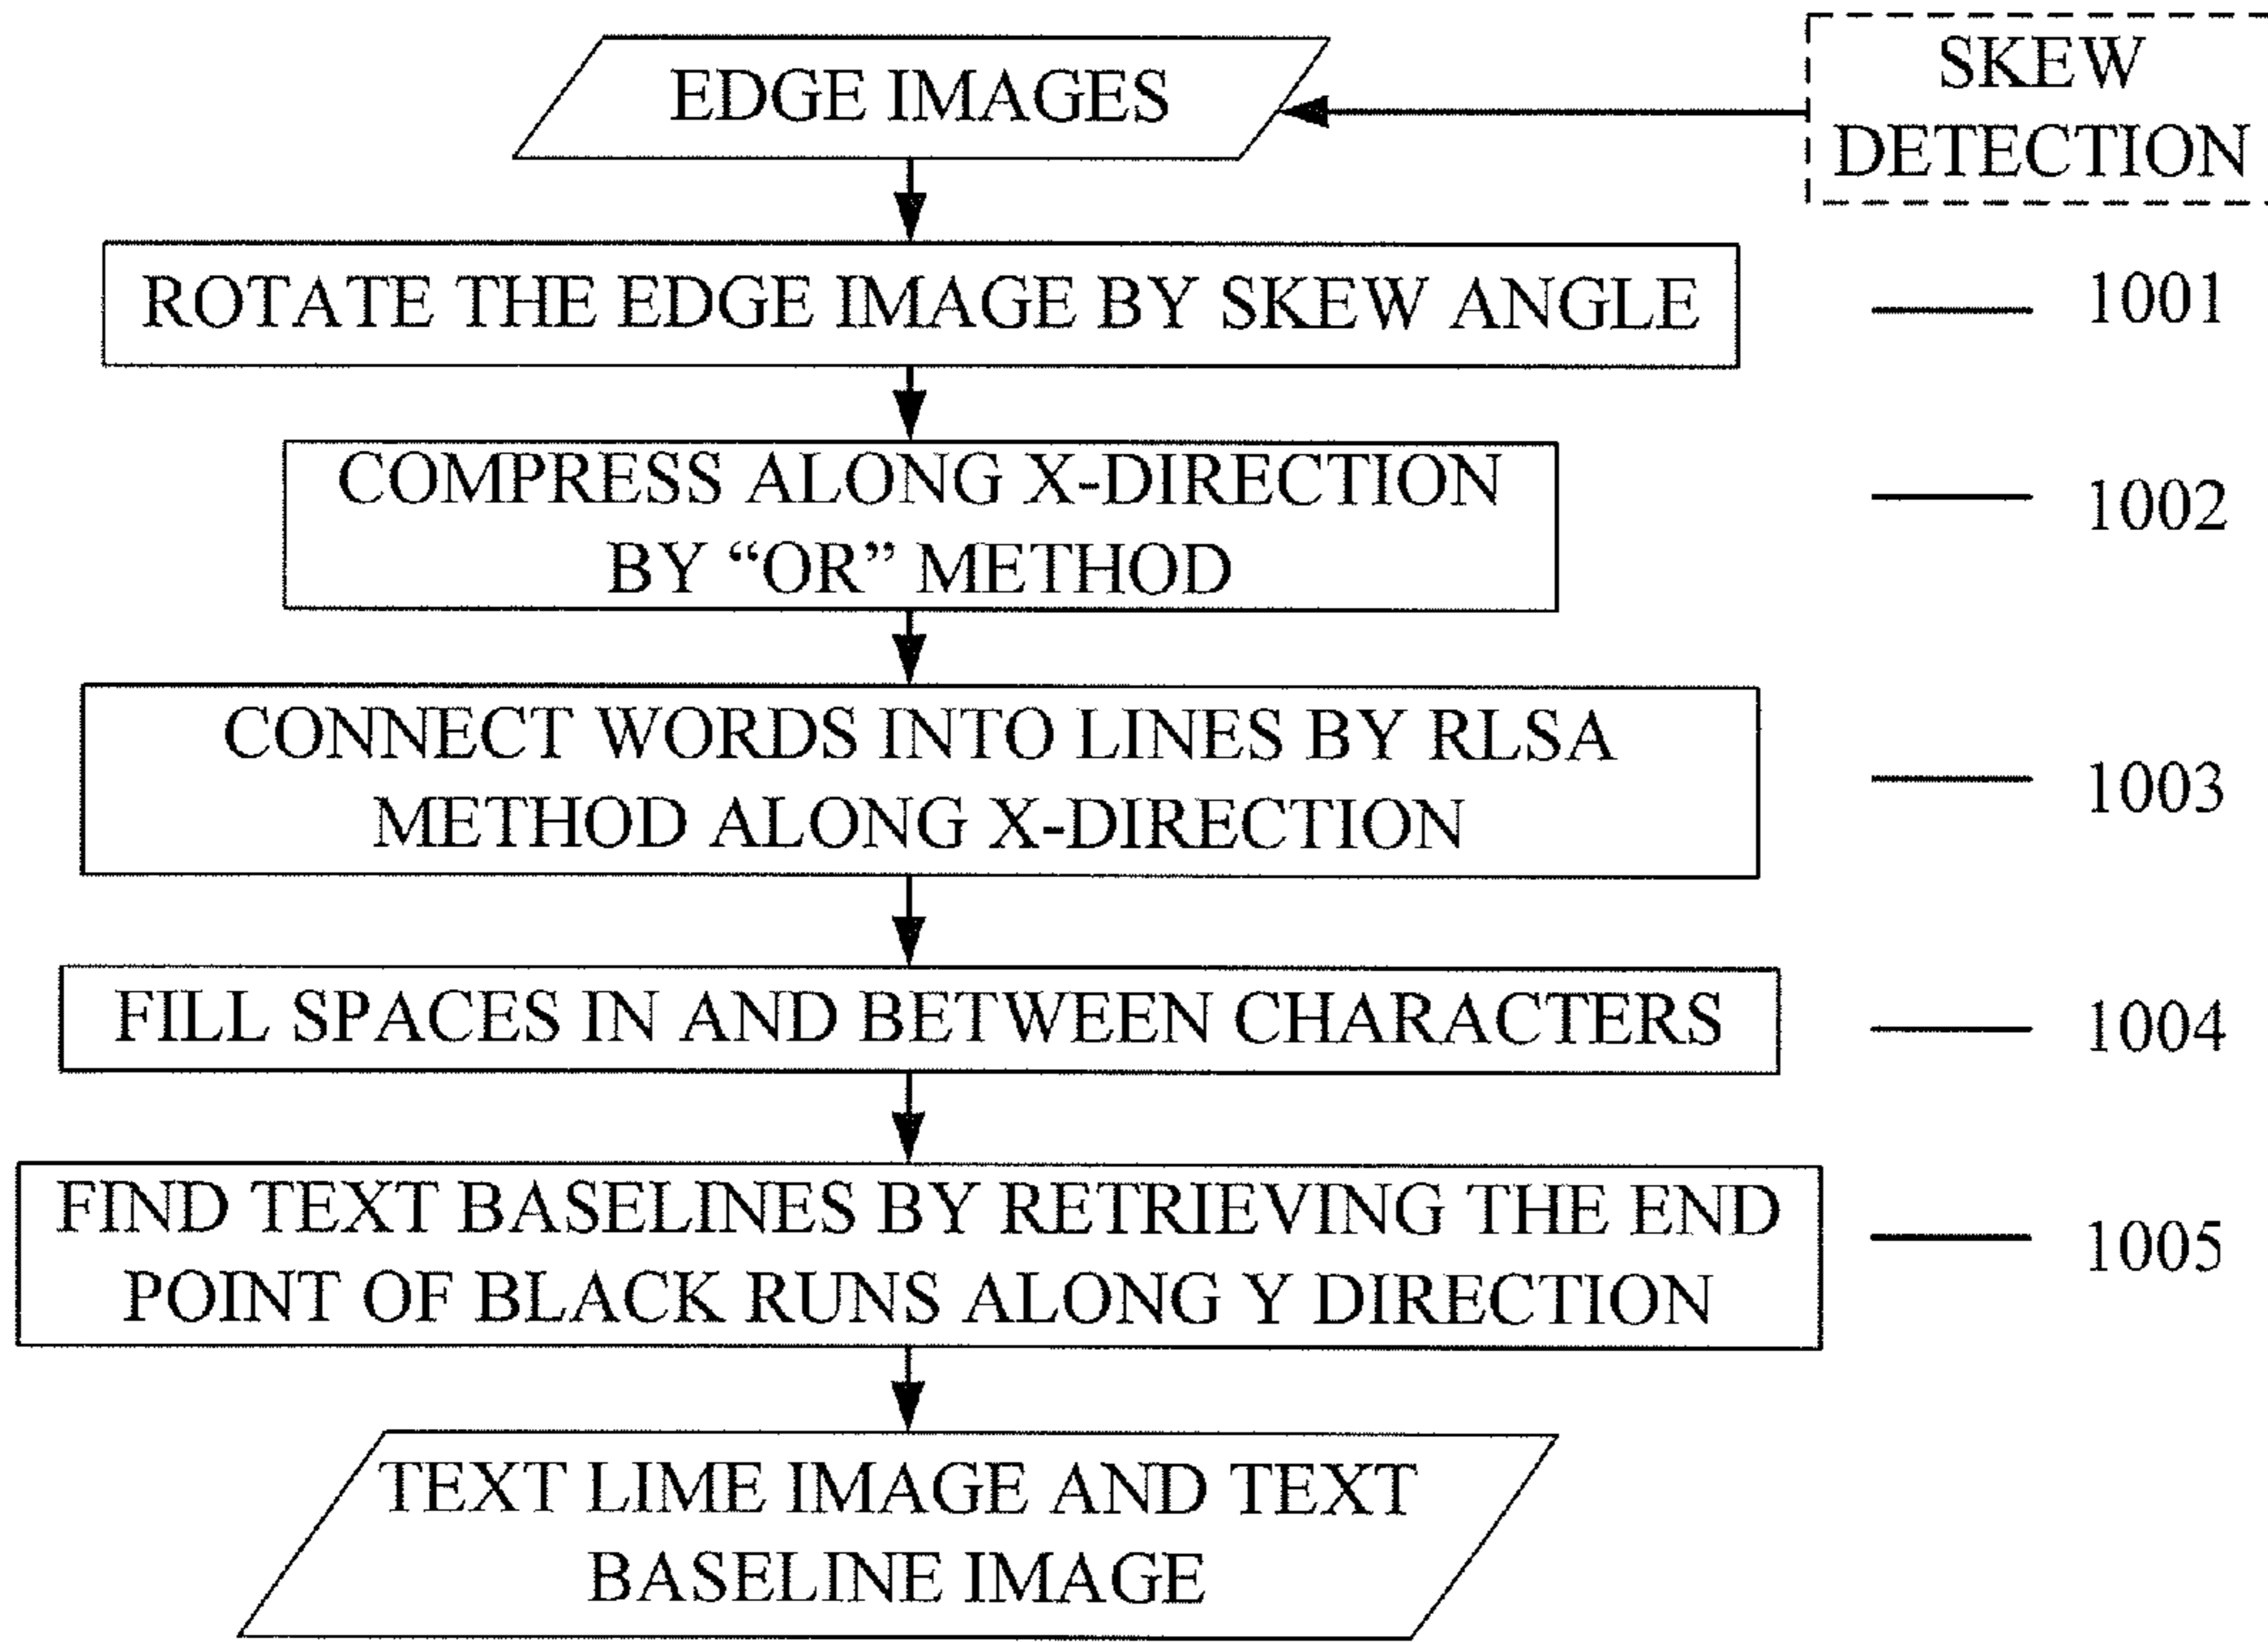 EDGE IMAGES
SKEW
DETECTION
ROTATE THE EDGE IMAGE BY SKEW ANGLE
1001
COMPRESS ALONG X-DIRECTION
BY “OR” METHOD
1002
CONNECT WORDS INTO LINES BY RLSA
METHOD ALONG X-DIRECTION
1003
FILL SPACES IN AND BETWEEN CHARACTERS
1004
FIND TEXT BASELINES BY RETRIEVING THE END
POINT OF BLACK RUNS ALONG Y DIRECTION
1005
TEXT LIME IMAGE AND TEXT
BASELINE IMAGE